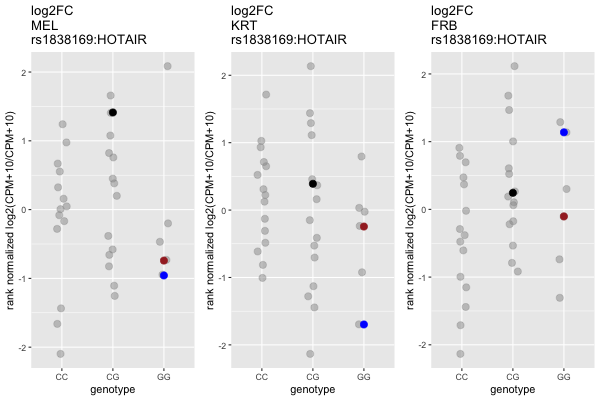 log2FC
MEL
rs1838169:HOTAIR
rank normalized log2(CPM+10/CPM+10)
2
1
0
-1
-2
CC CG GG
genotype
log2FC
KRT
rs1838169:HOTAIR
rank normalized log2(CPM+10/CPM+10)
2
1
0
-1
-2
CC CG GG
genotype
log2FC
FRB
rs1838169:HOTAIR
rank normalized log2(CPM+10/CPM+10)
2
1
0
-1
-2
CC CG GG
genotype